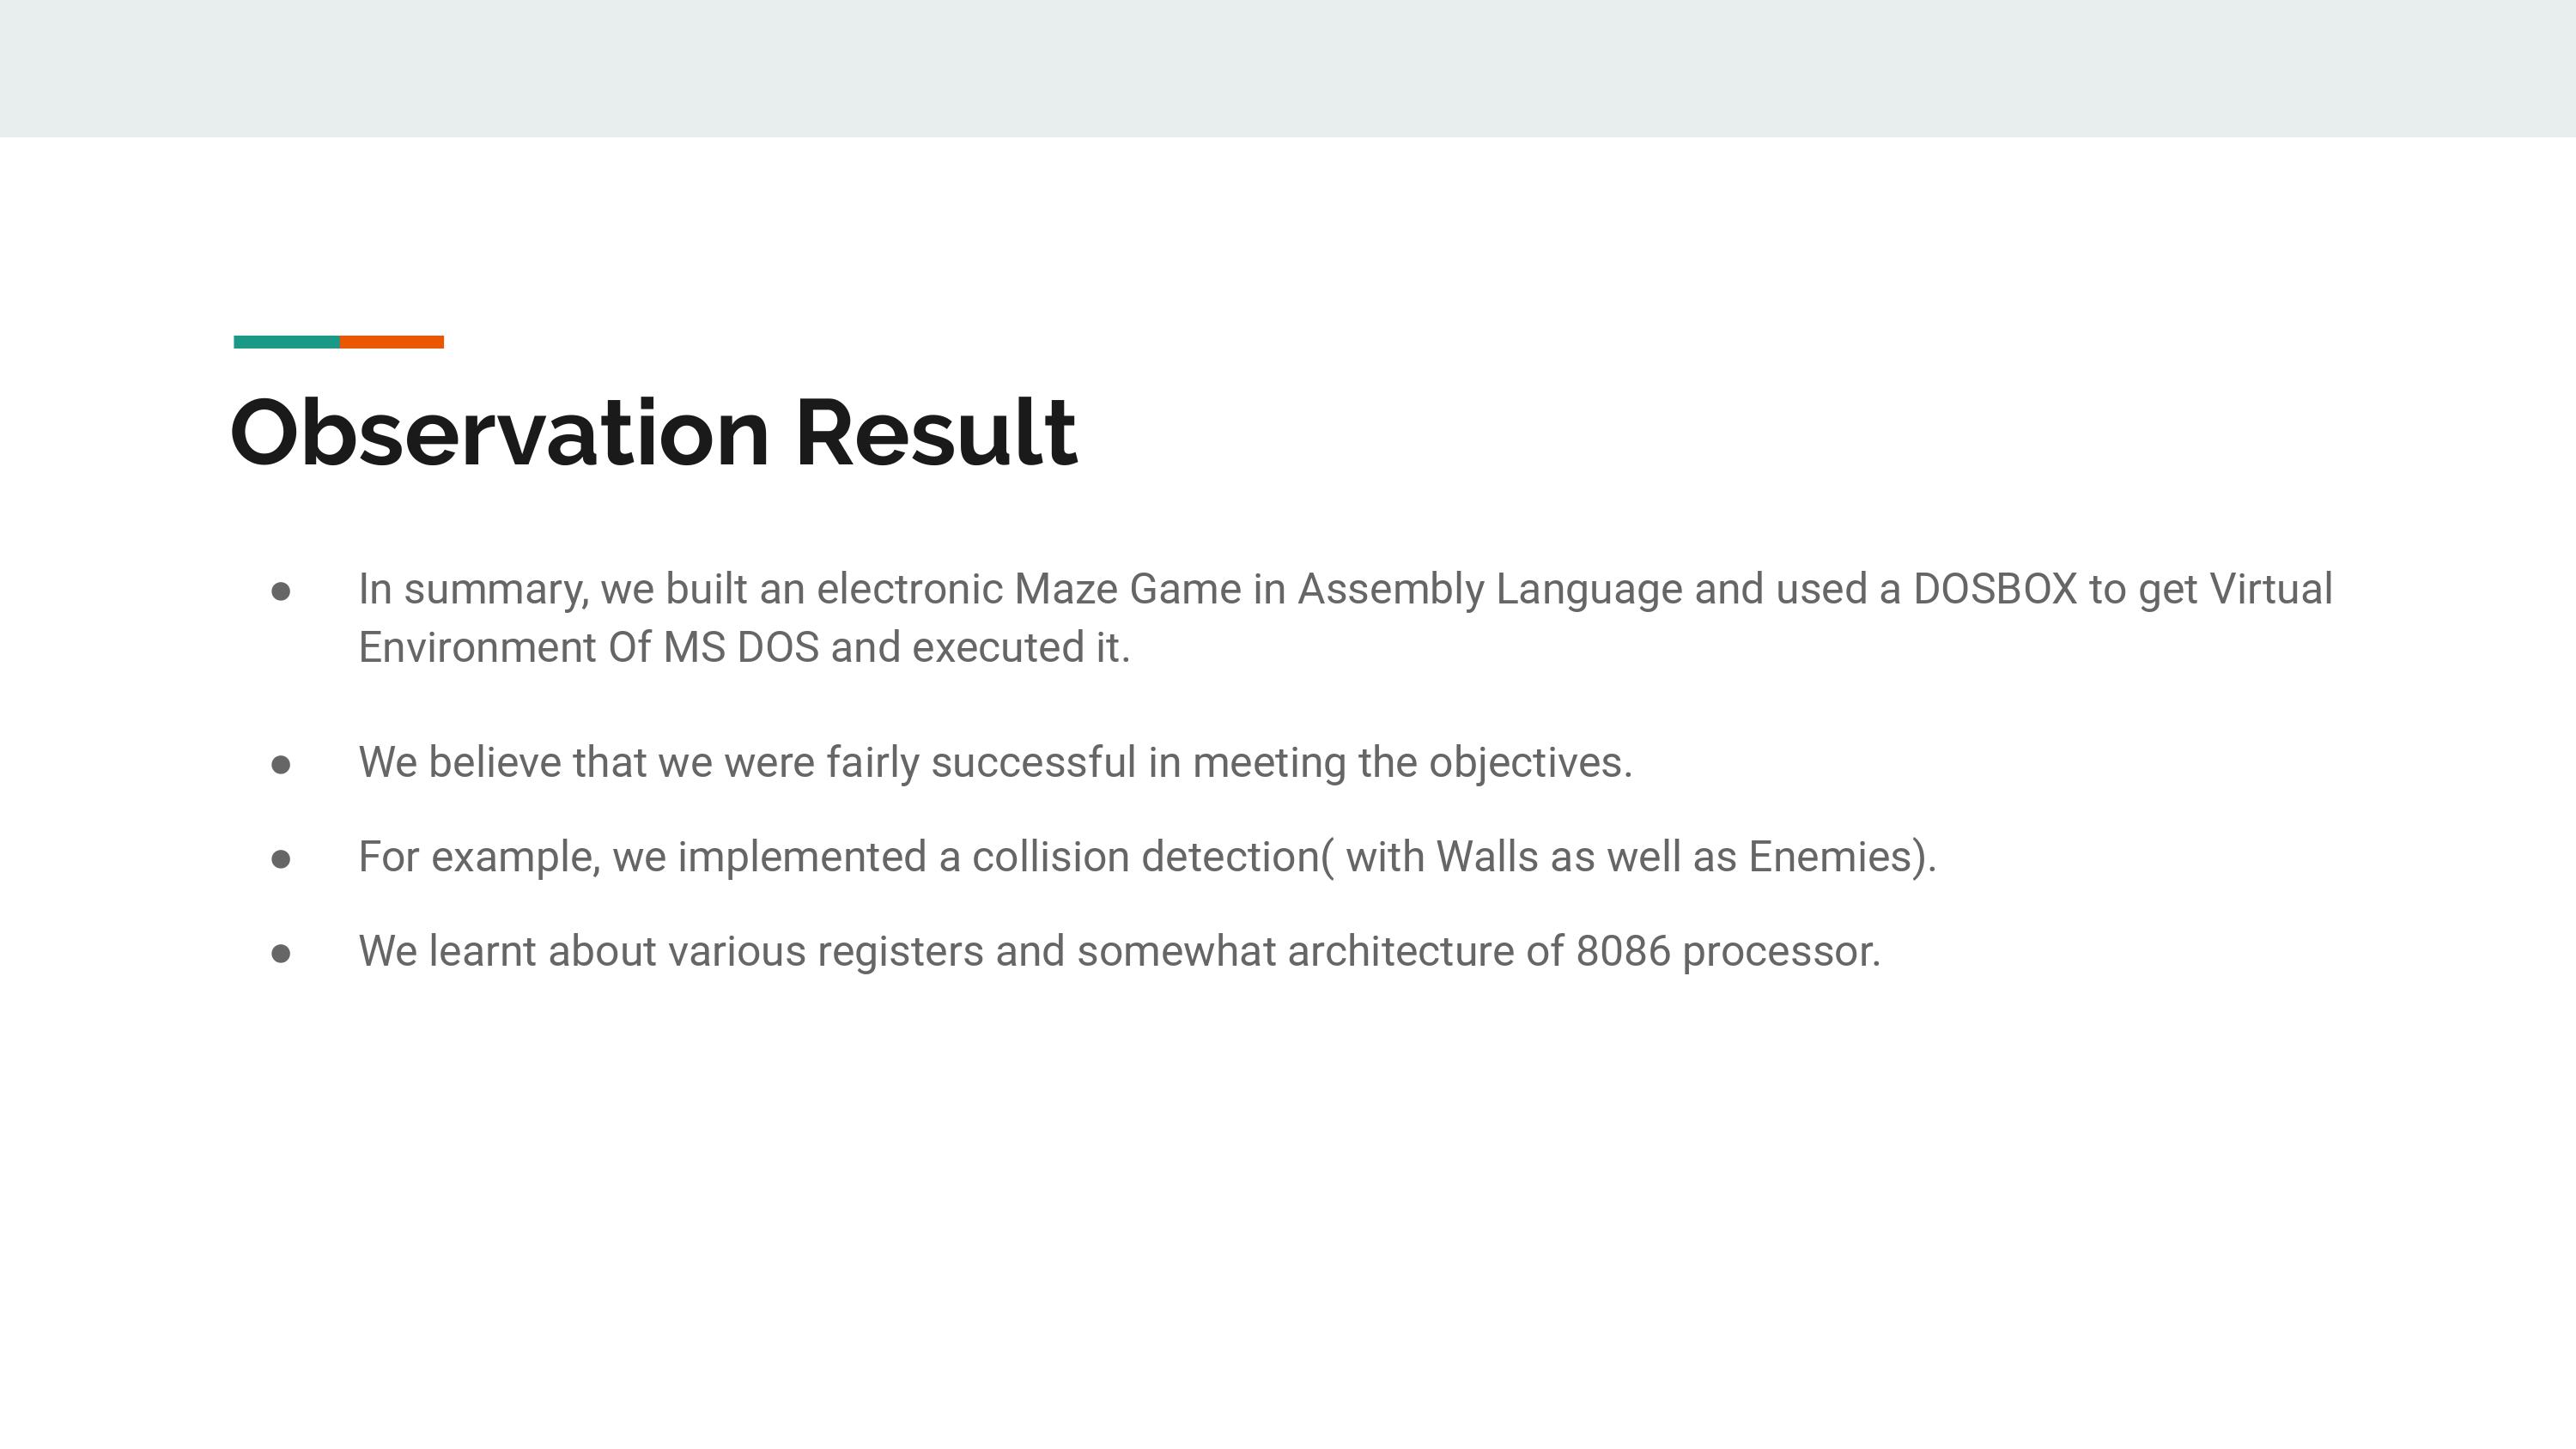 Observation Result
● In summary, we built an electronic Maze Game in Assembly Language and used a DOSBOX to get Virtual
Environment Of MS DOS and executed it.
● We believe that we were fairly successful in meeting the objectives.
● For example, we implemented a collision detection( with Walls as well as Enemies).
● We learnt about various registers and somewhat architecture of 8086 processor.